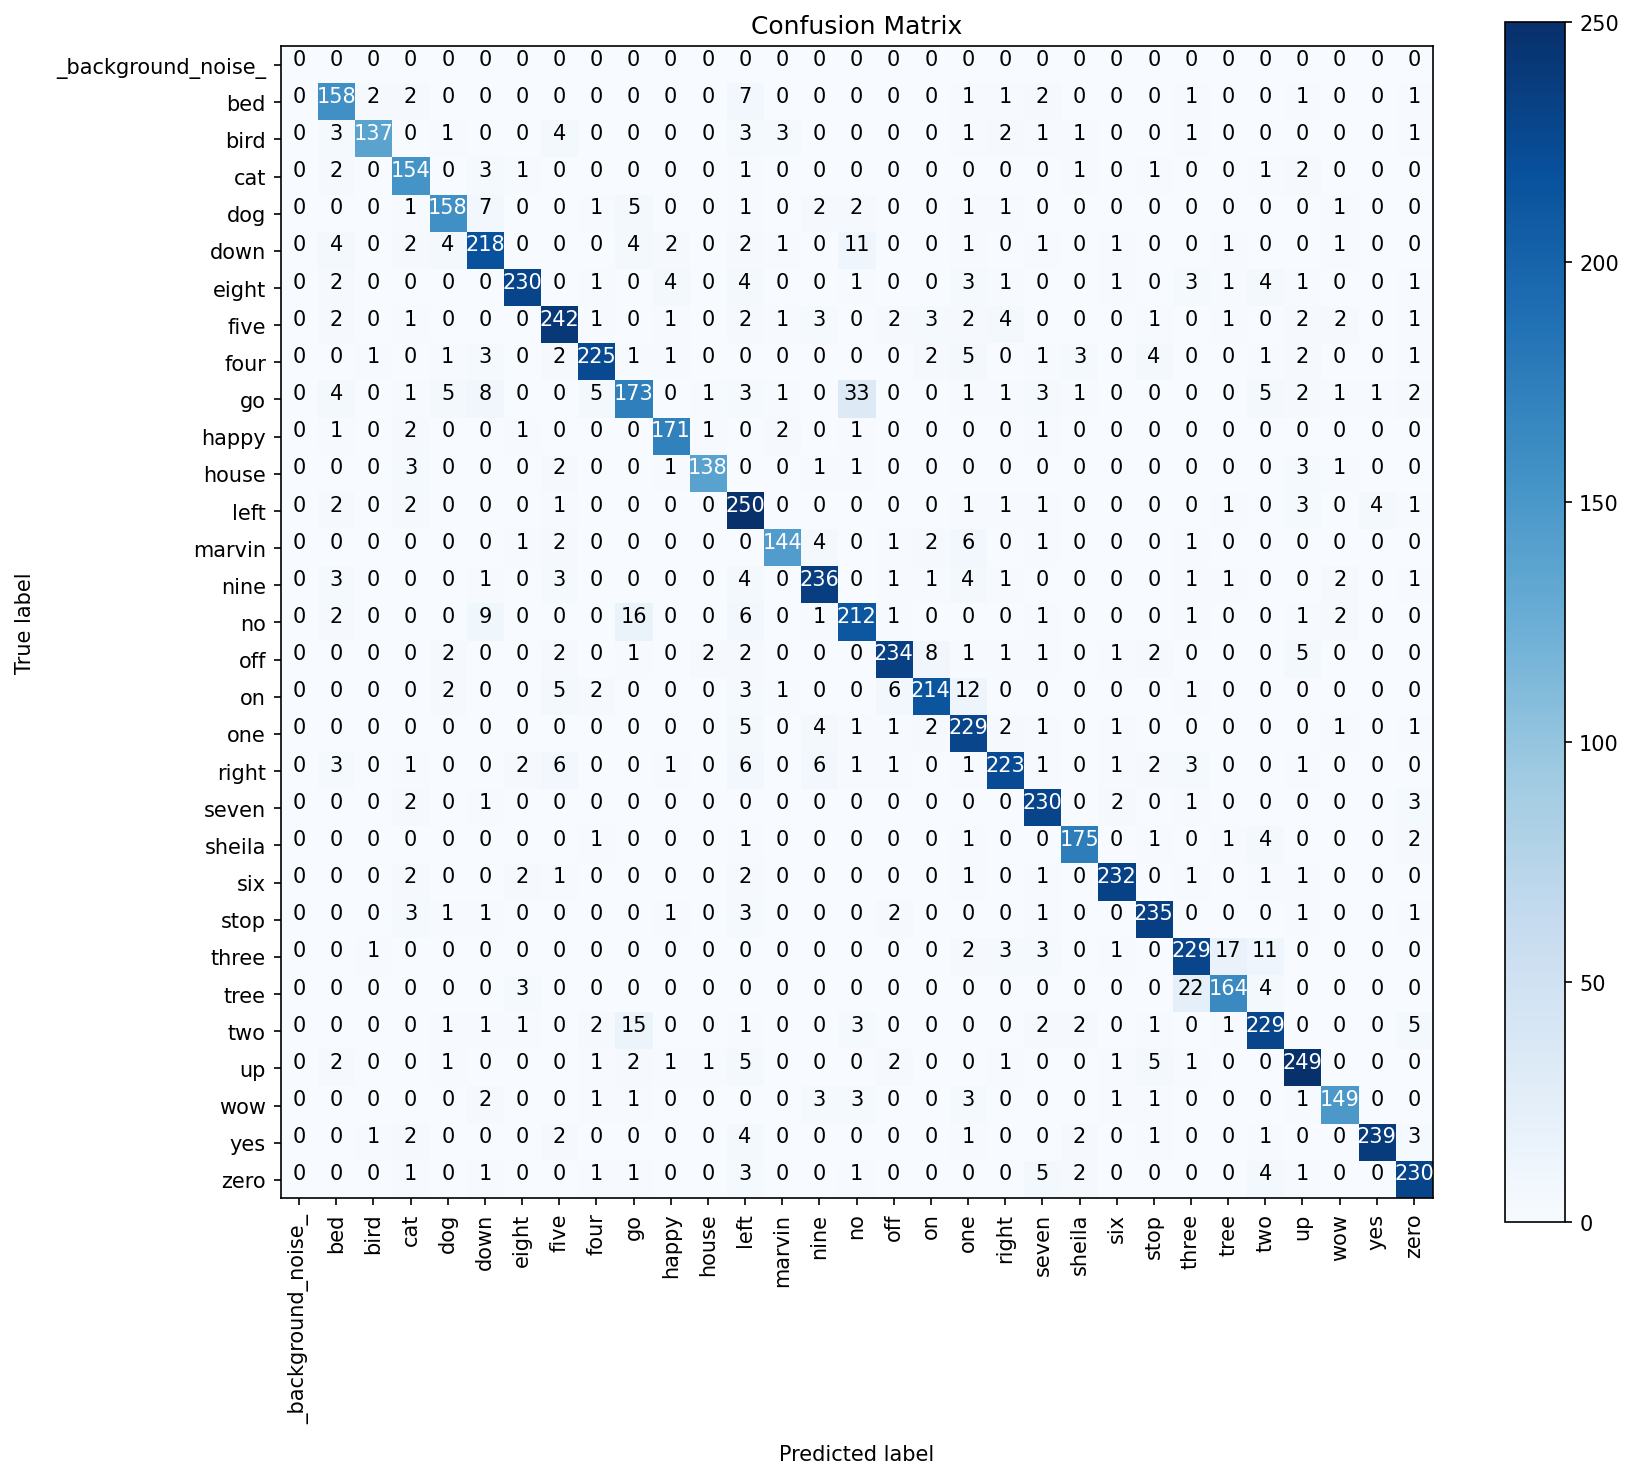 Confusion Matrix
_background_noise_ 0 0 0 0 0 0 0 0 0 0 0 0 0 0 0 0 0 0 0 0 0 0 0 0 0 0 0 0 0 0 0
bed 0 158 2 2 0 0 0 0 0 0 0 0 7 0 0 0 0 0 1 1 2 0 0 0 1 0 0 1 0 0 1
bird 0 3 137 0 1 0 0 4 0 0 0 0 3 3 0 0 0 0 1 2 1 1 0 0 1 0 0 0 0 0 1
cat 0 2 0 154 0 3 1 0 0 0 0 0 1 0 0 0 0 0 0 0 0 1 0 1 0 0 1 2 0 0 0
dog 0 0 0 1 158 7 0 0 1 5 0 0 1 0 2 2 0 0 1 1 0 0 0 0 0 0 0 0 1 0 0
down 0 4 0 2 4 218 0 0 0 4 2 0 2 1 0 11 0 0 1 0 1 0 1 0 0 1 0 0 1 0 0
eight 0 2 0 0 0 0 230 0 1 0 4 0 4 0 0 1 0 0 3 1 0 0 1 0 3 1 4 1 0 0 1
five 0 2 0 1 0 0 0 242 1 0 1 0 2 1 3 0 2 3 2 4 0 0 0 1 0 1 0 2 2 0 1
four 0 0 1 0 1 3 0 2 225 1 1 0 0 0 0 0 0 2 5 0 1 3 0 4 0 0 1 2 0 0 1
go 0 4 0 1 5 8 0 0 5 173 0 1 3 1 0 33 0 0 1 1 3 1 0 0 0 0 5 2 1 1 2
happy 0 1 0 2 0 0 1 0 0 0 171 1 0 2 0 1 0 0 0 0 1 0 0 0 0 0 0 0 0 0 0
house 0 0 0 3 0 0 0 2 0 0 1 138 0 0 1 1 0 0 0 0 0 0 0 0 0 0 0 3 1 0 0
left 0 2 0 2 0 0 0 1 0 0 0 0 250 0 0 0 0 0 1 1 1 0 0 0 0 1 0 3 0 4 1
marvin 0 0 0 0 0 0 1 2 0 0 0 0 0 144 4 0 1 2 6 0 1 0 0 0 1 0 0 0 0 0 0
nine 0 3 0 0 0 1 0 3 0 0 0 0 4 0 236 0 1 1 4 1 0 0 0 0 1 1 0 0 2 0 1
no 0 2 0 0 0 9 0 0 0 16 0 0 6 0 1 212 1 0 0 0 1 0 0 0 1 0 0 1 2 0 0
off 0 0 0 0 2 0 0 2 0 1 0 2 2 0 0 0 234 8 1 1 1 0 1 2 0 0 0 5 0 0 0
on 0 0 0 0 2 0 0 5 2 0 0 0 3 1 0 0 6 214 12 0 0 0 0 0 1 0 0 0 0 0 0
one 0 0 0 0 0 0 0 0 0 0 0 0 5 0 4 1 1 2 229 2 1 0 1 0 0 0 0 0 1 0 1
right 0 3 0 1 0 0 2 6 0 0 1 0 6 0 6 1 1 0 1 223 1 0 1 2 3 0 0 1 0 0 0
seven 0 0 0 2 0 1 0 0 0 0 0 0 0 0 0 0 0 0 0 0 230 0 2 0 1 0 0 0 0 0 3
sheila 0 0 0 0 0 0 0 0 1 0 0 0 1 0 0 0 0 0 1 0 0 175 0 1 0 1 4 0 0 0 2
six 0 0 0 2 0 0 2 1 0 0 0 0 2 0 0 0 0 0 1 0 1 0 232 0 1 0 1 1 0 0 0
stop 0 0 0 3 1 1 0 0 0 0 1 0 3 0 0 0 2 0 0 0 1 0 0 235 0 0 0 1 0 0 1
three 0 0 1 0 0 0 0 0 0 0 0 0 0 0 0 0 0 0 2 3 3 0 1 0 229 17 11 0 0 0 0
tree 0 0 0 0 0 0 3 0 0 0 0 0 0 0 0 0 0 0 0 0 0 0 0 0 22 164 4 0 0 0 0
two 0 0 0 0 1 1 1 0 2 15 0 0 1 0 0 3 0 0 0 0 2 2 0 1 0 1 229 0 0 0 5
up 0 2 0 0 1 0 0 0 1 2 1 1 5 0 0 0 2 0 0 1 0 0 1 5 1 0 0 249 0 0 0
wow 0 0 0 0 0 2 0 0 1 1 0 0 0 0 3 3 0 0 3 0 0 0 1 1 0 0 0 1 149 0 0
yes 0 0 1 2 0 0 0 2 0 0 0 0 4 0 0 0 0 0 1 0 0 2 0 1 0 0 1 0 0 239 3
zero 0 0 0 1 0 1 0 0 1 1 0 0 3 0 0 1 0 0 0 0 5 2 0 0 0 0 4 1 0 0 230
_background_noise_ bed bird cat dog down eight five four go happy house left marvin nine no off on one right seven sheila six stop three tree two up wow yes zero
True label
Predicted label
250
200
150
100
50
0